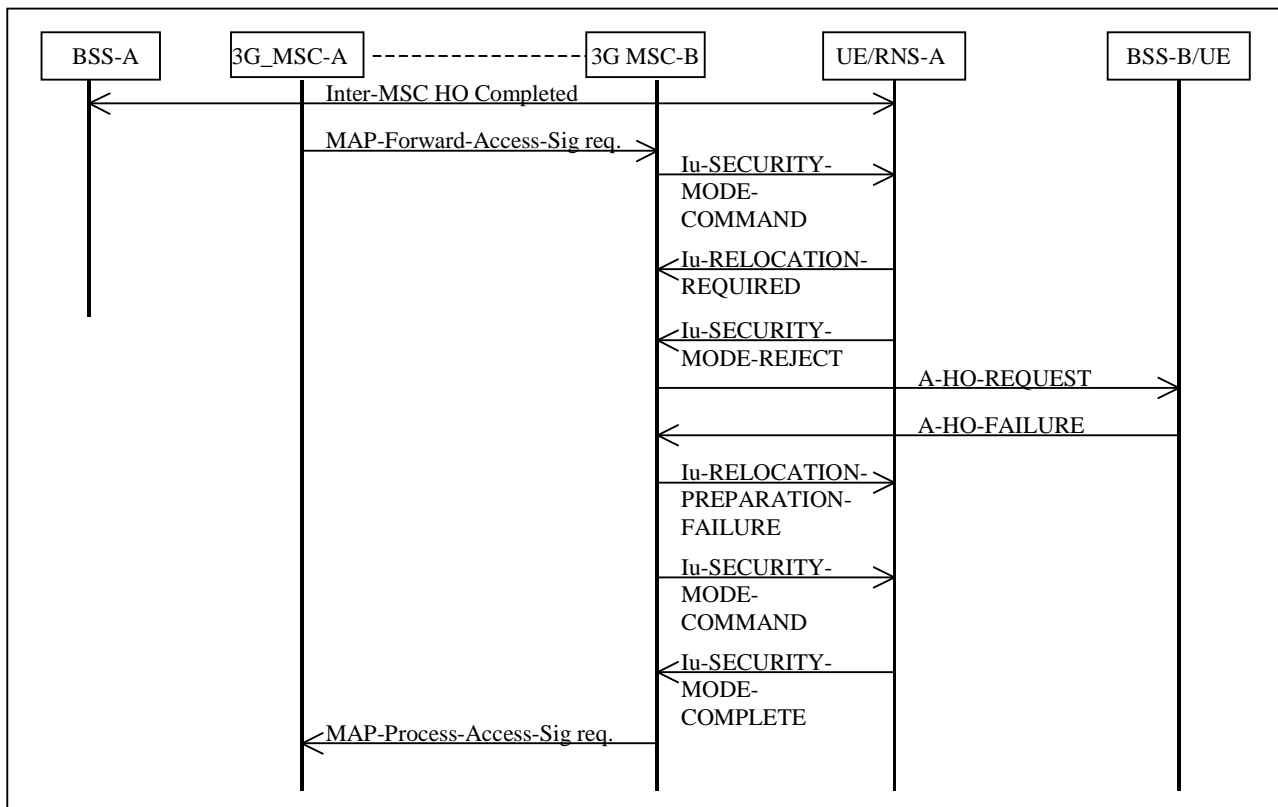 BSS-A
3G_MSC-A
3G MSC-B
UE/RNS-A
BSS-B/UE
Inter-MSC HO Completed
MAP-Forward-Access-Sig req.
Iu-SECURITY-
MODE-
COMMAND
Iu-RELOCATION-
REQUIRED
Iu-SECURITY-
MODE-REJECT
A-HO-REQUEST
A-HO-FAILURE
Iu-RELOCATION-
PREPARATION-
FAILURE
Iu-SECURITY-
MODE-
COMMAND
Iu-SECURITY-
MODE-
COMPLETE
MAP-Process-Access-Sig req.